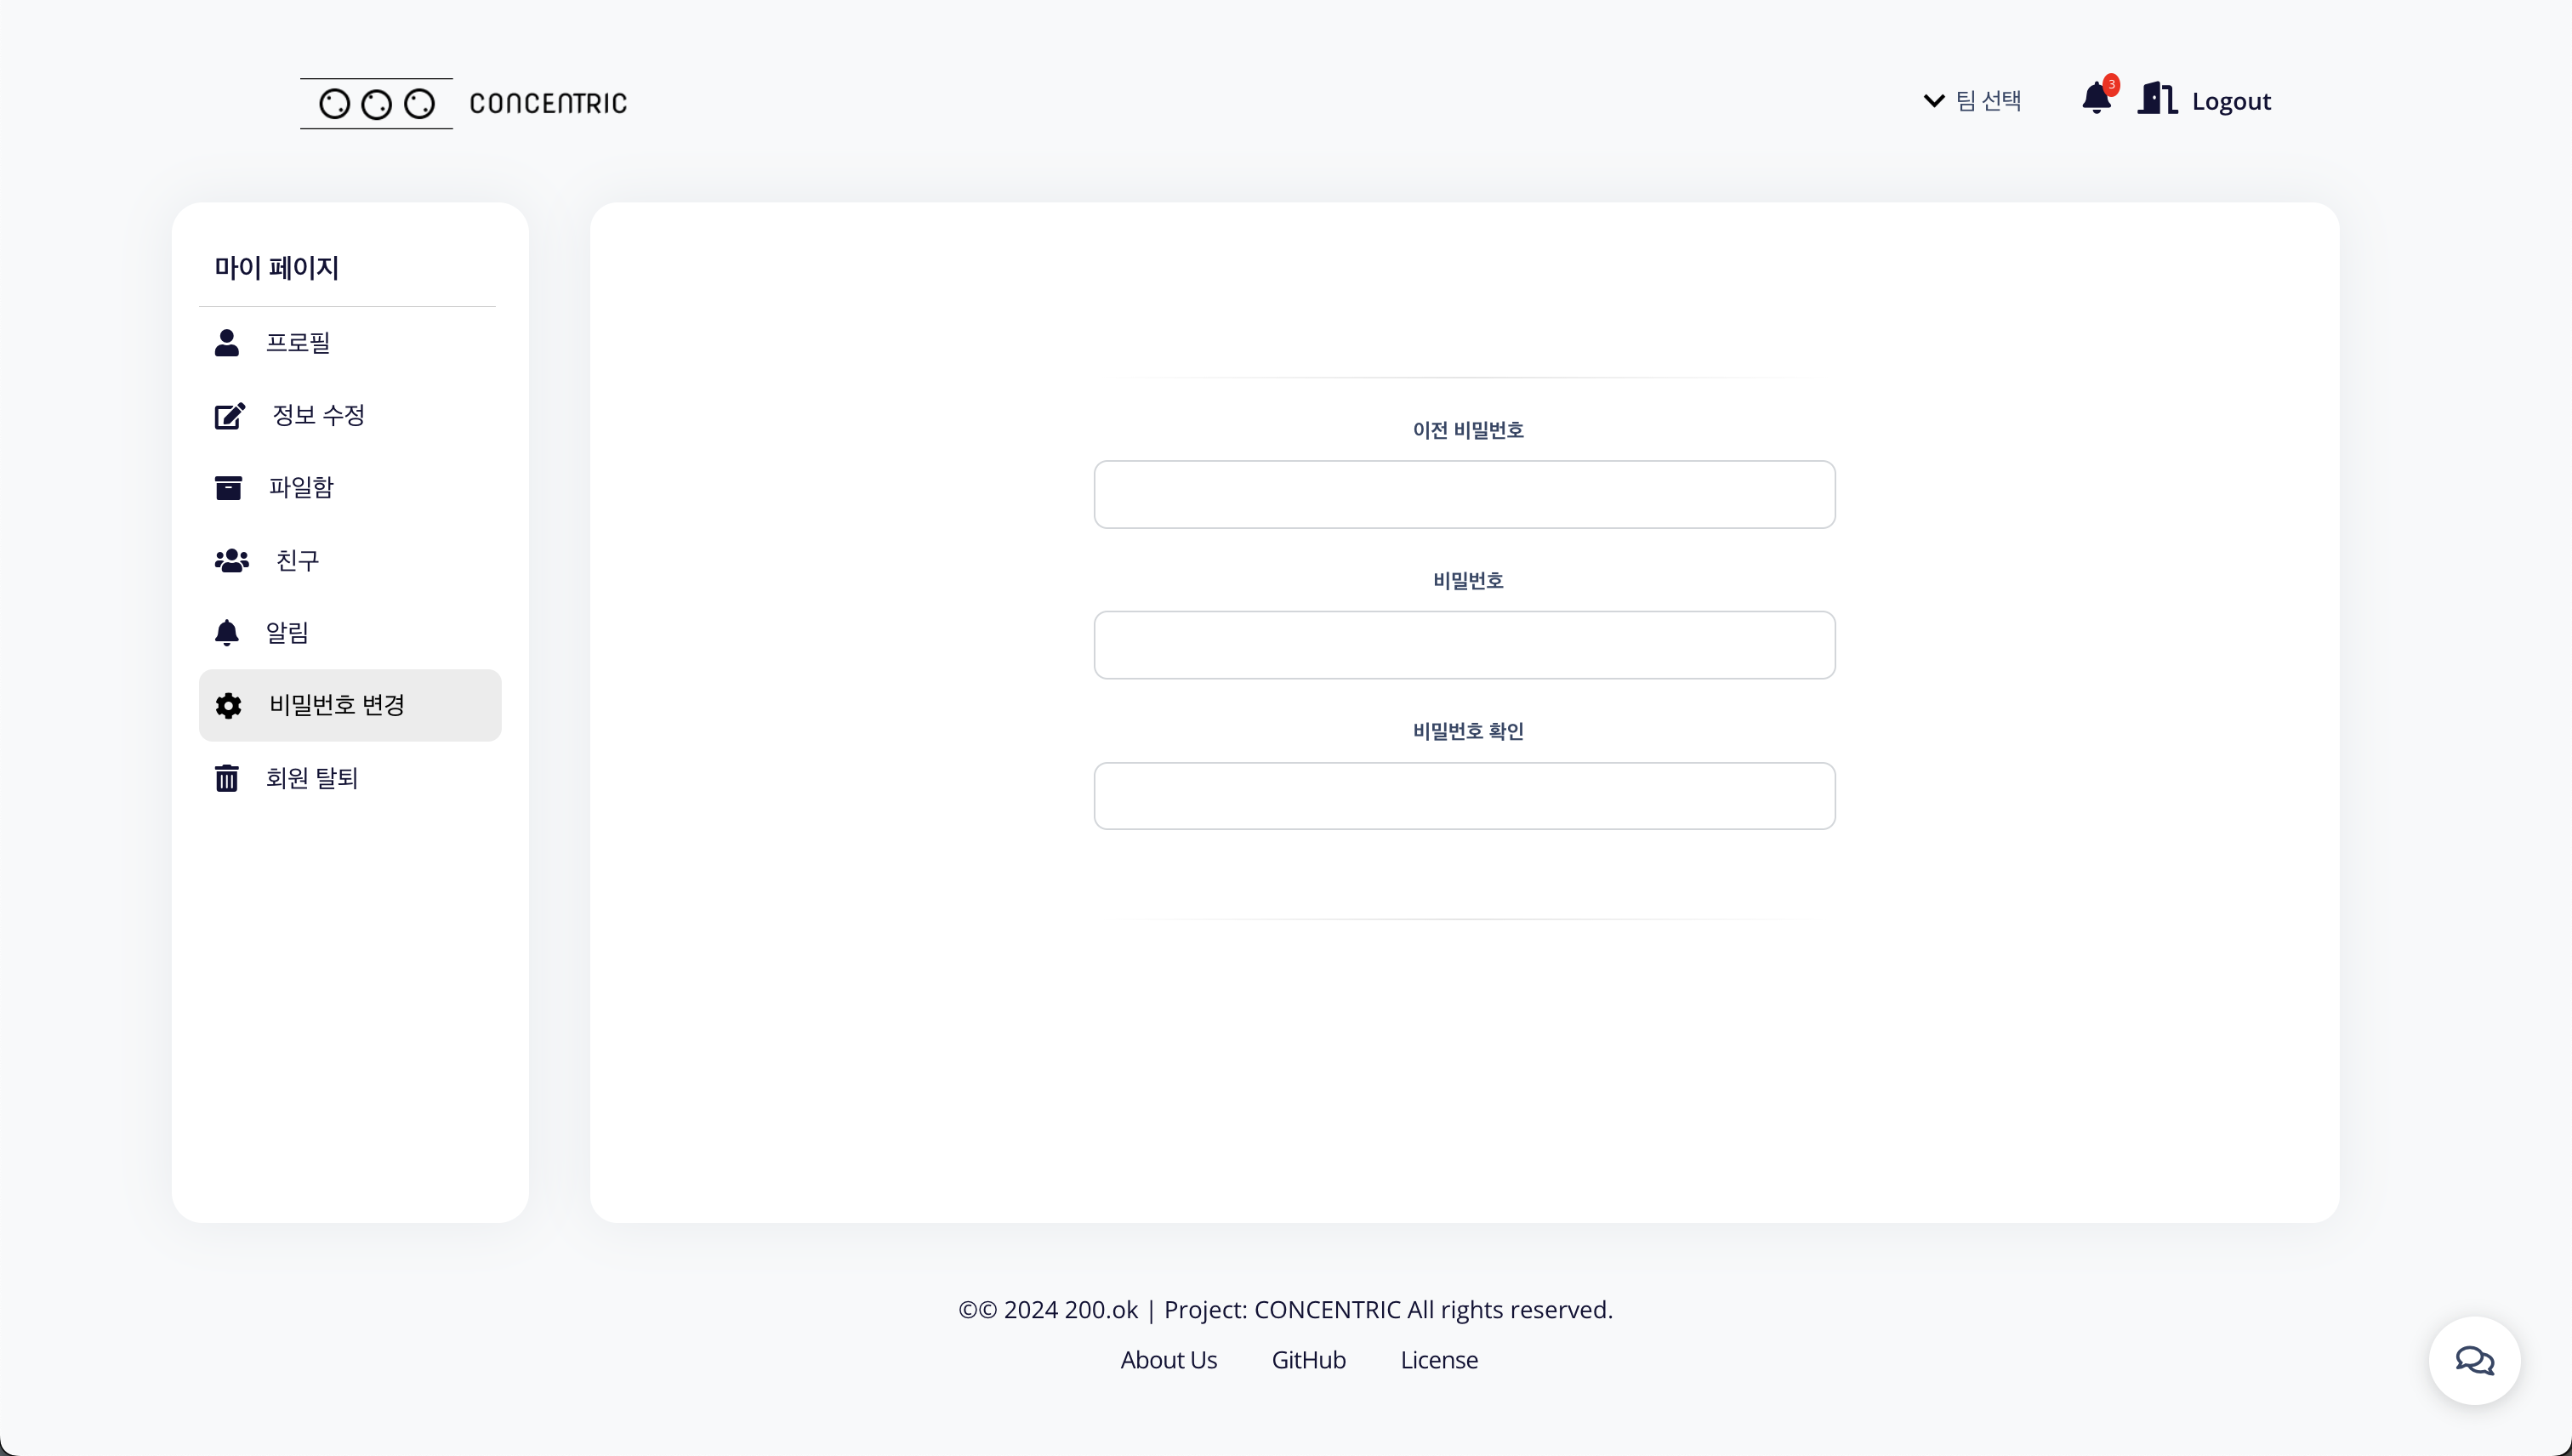 CONCENTRIC
팀 선택
3
Logout
마이 페이지
프로필
정보 수정
파일함
친구
알림
비밀번호 변경
회원 탈퇴
이전 비밀번호
비밀번호
비밀번호 확인
©© 2024 200.ok | Project: CONCENTRIC All rights reserved.
About Us GitHub License